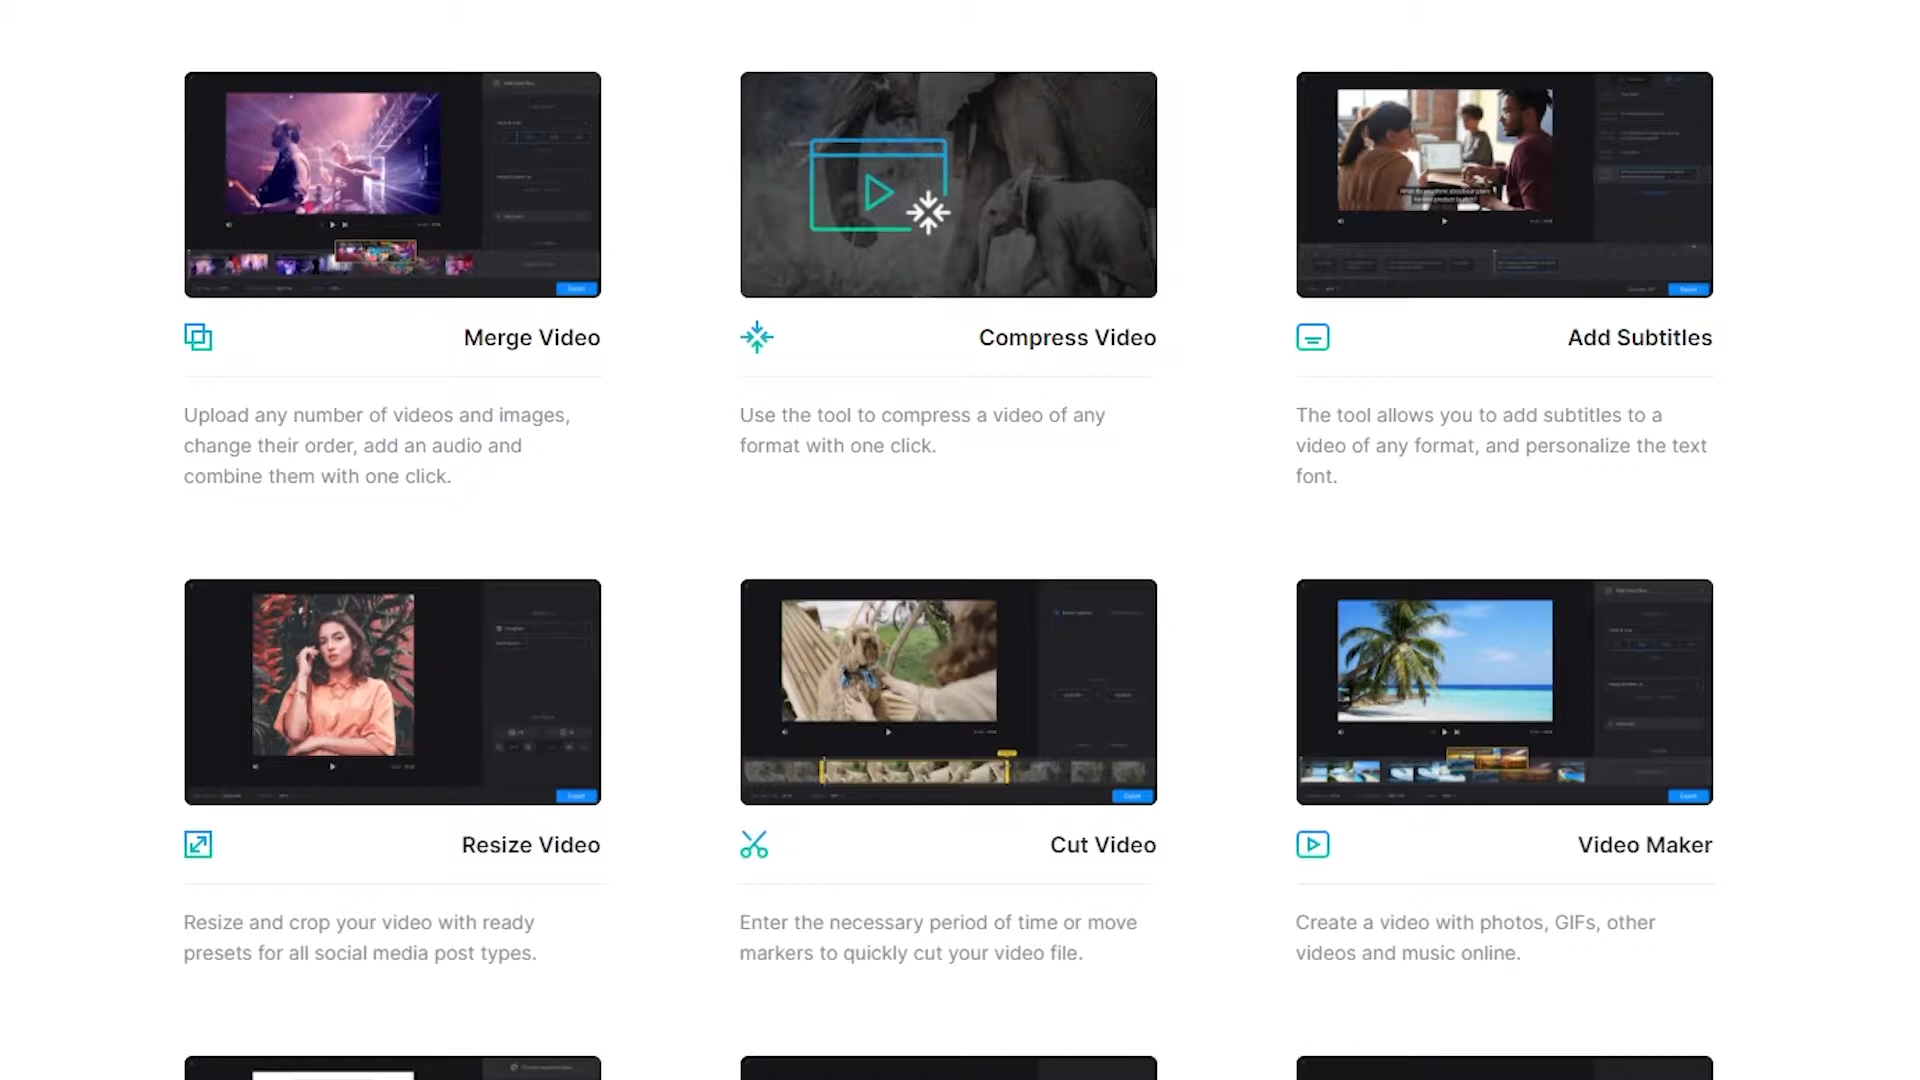 Merge Video
Compress Video
Add Subtitles
Upload any number of videos and images,
change their order, add an audio and
combine them with one click.
Use the tool to compress a video of any
format with one click.
The tool allows you to add subtitles to a
video of any format, and personalize the text
font.
Resize Video
Cut Video
Video Maker
Resize and crop your video with ready
presets for all social media post types.
Enter the necessary period of time or move
markers to quickly cut your video file.
Create a video with photos, GIFs, other
videos and music online.